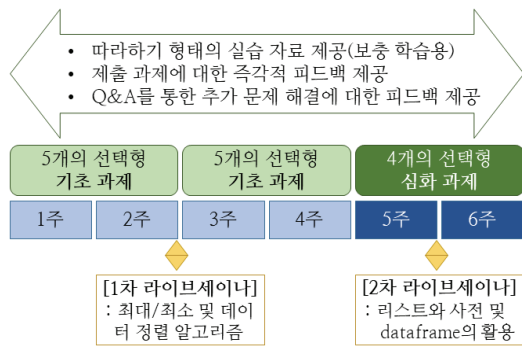 • 따라하기 형태의 실습 자료 제공(보충 학습용)
• 제출 과제에 대한 즉각적 피드백 제공
• Q&A를 통한 추가 문제 해결에 대한 피드백 제공
5개의 선택형
기초 과제
5개의 선택형
기초 과제
4개의 선택형
심화 과제
1주
2주
3주
4주
5주
6주
[1차 라이브세이나]
: 최대/최소 및 데이
터 정렬 알고리즘
[2차 라이브세이나]
: 리스트와 사전 및
dataframe의 활용